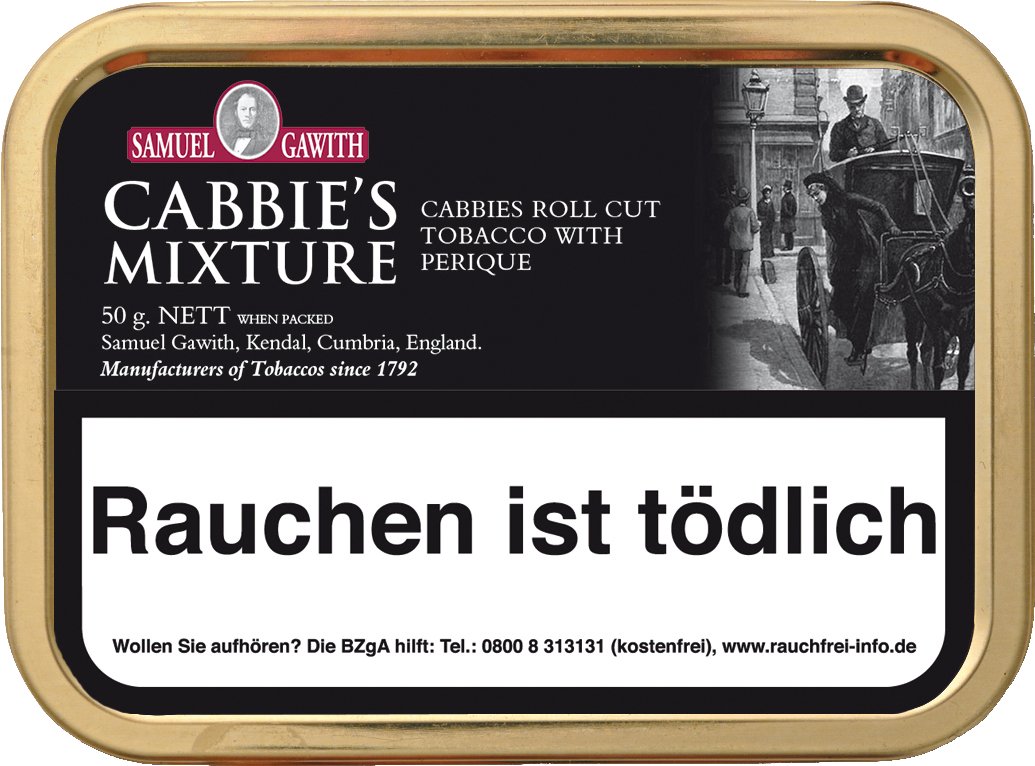 SAMUEL GAWITH
CABBIE'S
MIXTURE
CABBIES ROLL CUT
TOBACCO WITH
PERIQUE
50 g. NETT WHEN PACKED
Samuel Gawith, Kendal, Cumbria, England.
Manufacturers of Tobaccos since 1792
Rauchen ist tödlich
Wollen Sie aufhören? Die BZgA hilft: Tel.: 0800 8 313131 (kostenfrei), www.rauchfrei-info.de